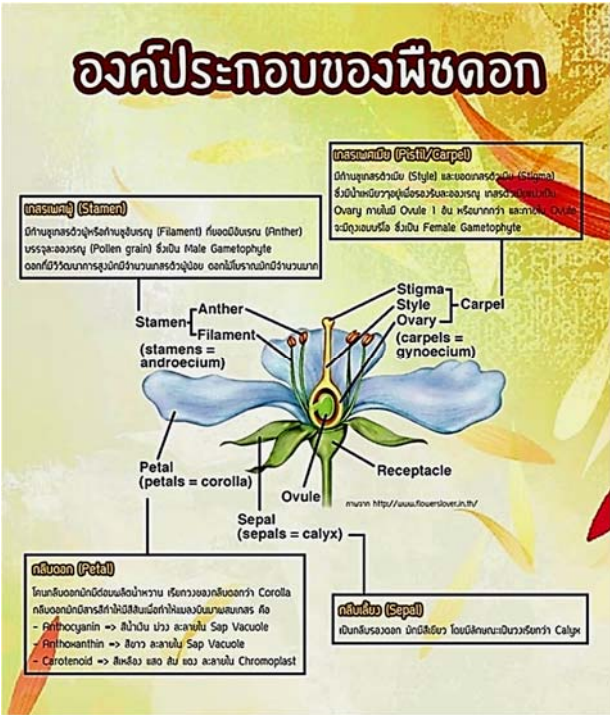 องค์ประกอบของพืชดอก
เกสรเพศเมีย (Pistil/Carpel)
มีก้านชูเกสรตัวเมีย (Style) และยอดเกสรตัวเมีย (Stigma)
ซึ่งมีน้ำเหนียวๆอยู่เพื่อรองรับละอองเรณู เกสรตัวเมียแบ่งเป็น
Ovary ภายในมี Ovule 1 อัน หรือมากกว่า และภายใน Ovule
จะมีถุงเอมบริโอ ซึ่งเป็น Female Gametophyte
เกสรเพศผู้ (Stamen)
มีก้านชูเกสรตัวผู้หรือก้านชูอับเรณู (Filament) ที่ยอดมีอับเรณู (Anther)
บรรจุละอองเรณู (Pollen grain) ซึ่งเป็น Male Gametophyte
ดอกที่มีวิวัฒนาการสูงมักมีจำนวนเกสรตัวผู้น้อย ดอกไม้โบราณมักมีจำนวนมาก
Stigma
Style
Ovary
Carpel
(carpels =
gynoecium)
Anther
Stamen
Filament
(stamens =
androecium)
Petal
(petals = corolla)
Ovule
Receptacle
Sepal
(sepals = calyx)
ภาพจาก http://www.flowerslover.in.th/
กลีบดอก (Petal)
โคนกลีบดอกมักมีต่อมผลิตน้ำหวาน เรียกวงของกลีบดอกว่า Corolla
กลีบดอกมักมีสารสีทำให้มีสีสันเพื่อทำให้แมลงบินมาผสมเกสร คือ
- Anthocyanin => สีน้ำเงิน ม่วง ละลายใน Sap Vacuole
- Anthoxanthin => สีขาว ละลายใน Sap Vacuole
- Carotenoid => สีเหลือง แสด ส้ม แดง ละลายใน Chromoplast
กลีบเลี้ยง (Sepal)
เป็นกลีบรองดอก มักมีสีเขียว โดยมีลักษณะเป็นวงเรียกว่า Calyx